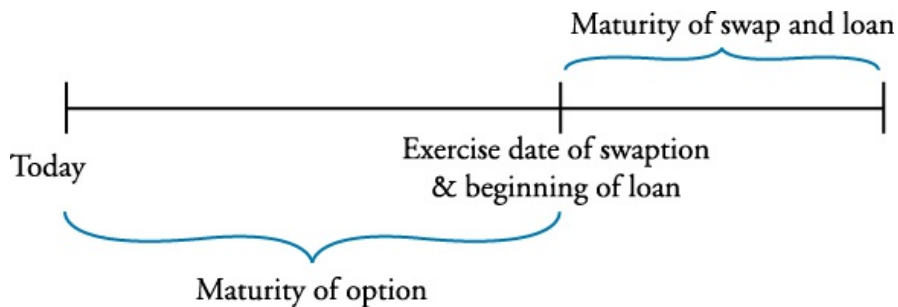 Maturity of swap and loan
Today
Exercise date of swaption
& beginning of loan
Maturity of option